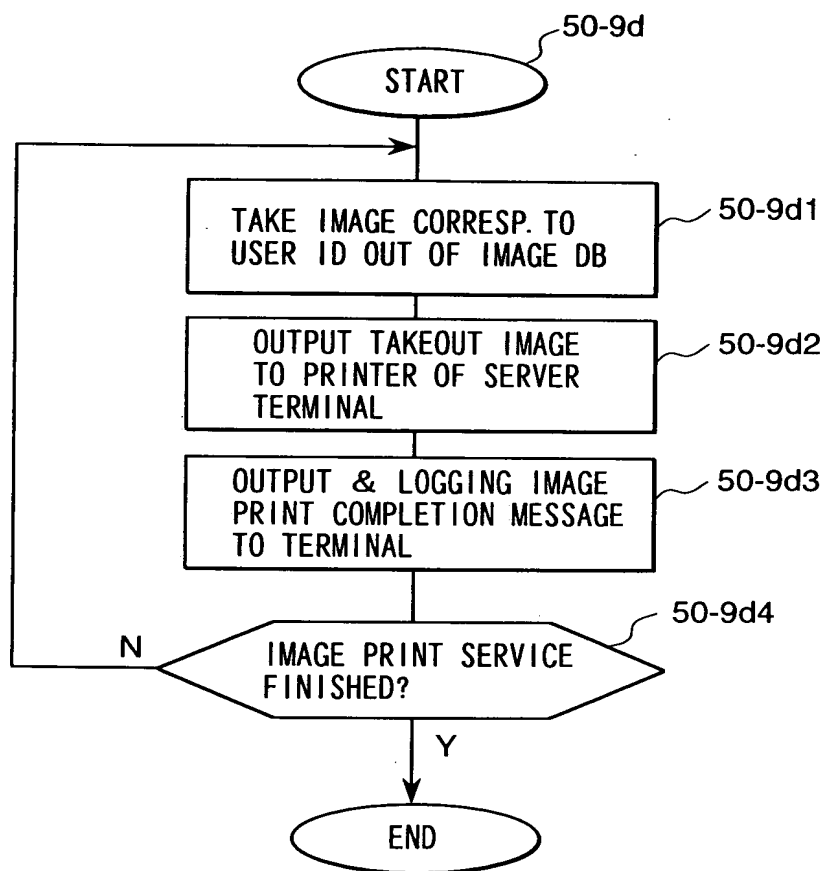 50-9d
START
TAKE IMAGE CORRESP. TO
USER ID OUT OF IMAGE DB
50-9d1
OUTPUT TAKEOUT IMAGE
TO PRINTER OF SERVER
TERMINAL
50-9d2
OUTPUT & LOGGING IMAGE
PRINT COMPLETION MESSAGE
TO TERMINAL
50-9d3
50-9d4
N
IMAGE PRINT SERVICE
FINISHED?
Y
END